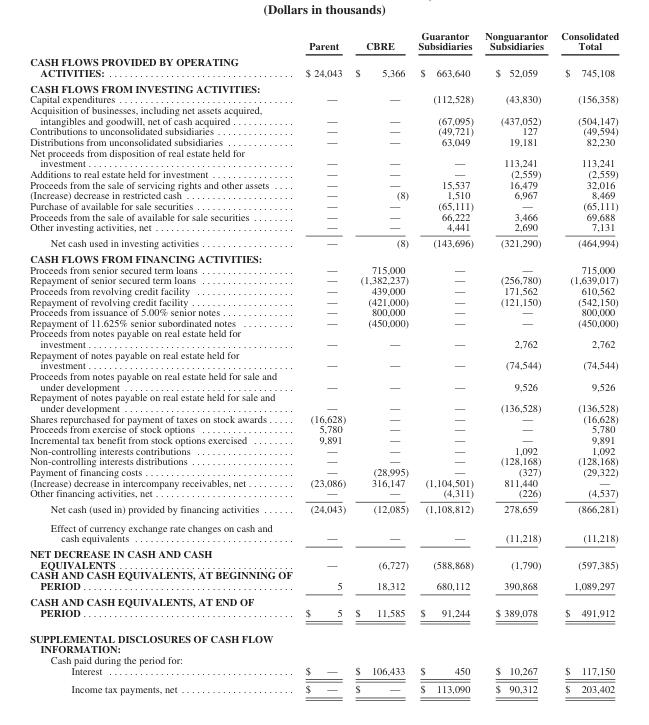 (Dollars in thousands)
Guarantor Nonguarantor Consolidated
Parent CBRE Subsidiaries Subsidiaries Total
CASH FLOWS PROVIDED BY OPERATING
ACTIVITIES: $ 24,043 $ 5,366 $ 663,640 $ 52,059 $ 745,108
CASH FLOWS FROM INVESTING ACTIVITIES:
Capital expenditures — — (112,528) (43,830) (156,358)
Acquisition of businesses, including net assets acquired,
intangibles and goodwill, net of cash acquired — — (67,095) (437,052) (504,147)
Contributions to unconsolidated subsidiaries — — (49,721) 127 (49,594)
Distributions from unconsolidated subsidiaries — — 63,049 19,181 82,230
Net proceeds from disposition of real estate held for
investment — — — 113,241 113,241
Additions to real estate held for investment — — — (2,559) (2,559)
Proceeds from the sale of servicing rights and other assets — — 15,537 16,479 32,016
(Increase) decrease in restricted cash — (8) 1,510 6,967 8,469
Purchase of available for sale securities — — (65,111) — (65,111)
Proceeds from the sale of available for sale securities — — 66,222 3,466 69,688
Other investing activities, net — — 4,441 2,690 7,131
Net cash used in investing activities — (8) (143,696) (321,290) (464,994)
CASH FLOWS FROM FINANCING ACTIVITIES:
Proceeds from senior secured term loans — 715,000 — — 715,000
Repayment of senior secured term loans — (1,382,237) — (256,780) (1,639,017)
Proceeds from revolving credit facility — 439,000 — 171,562 610,562
Repayment of revolving credit facility — (421,000) — (121,150) (542,150)
Proceeds from issuance of 5.00% senior notes — 800,000 — — 800,000
Repayment of 11.625% senior subordinated notes — (450,000) — — (450,000)
Proceeds from notes payable on real estate held for
investment — — — 2,762 2,762
Repayment of notes payable on real estate held for
investment — — — (74,544) (74,544)
Proceeds from notes payable on real estate held for sale and
under development — — — 9,526 9,526
Repayment of notes payable on real estate held for sale and
under development — — — (136,528) (136,528)
Shares repurchased for payment of taxes on stock awards (16,628) — — — (16,628)
Proceeds from exercise of stock options 5,780 — — — 5,780
Incremental tax benefit from stock options exercised 9,891 — — — 9,891
Non-controlling interests contributions — — — 1,092 1,092
Non-controlling interests distributions — — — (128,168) (128,168)
Payment of financing costs — (28,995) — (327) (29,322)
(Increase) decrease in intercompany receivables, net (23,086) 316,147 (1,104,501) 811,440 —
Other financing activities, net — — (4,311) (226) (4,537)
Net cash (used in) provided by financing activities (24,043) (12,085) (1,108,812) 278,659 (866,281)
Effect of currency exchange rate changes on cash and
cash equivalents — — — (11,218) (11,218)
NET DECREASE IN CASH AND CASH
EQUIVALENTS — (6,727) (588,868) (1,790) (597,385)
CASH AND CASH EQUIVALENTS, AT BEGINNING OF
PERIOD 5 18,312 680,112 390,868 1,089,297
CASH AND CASH EQUIVALENTS, AT END OF
PERIOD $ 5 $ 11,585 $ 91,244 $ 389,078 $ 491,912
SUPPLEMENTAL DISCLOSURES OF CASH FLOW
INFORMATION:
Cash paid during the period for:
Interest $ — $ 106,433 $ 450 $ 10,267 $ 117,150
Income tax payments, net $ — $ — $ 113,090 $ 90,312 $ 203,402